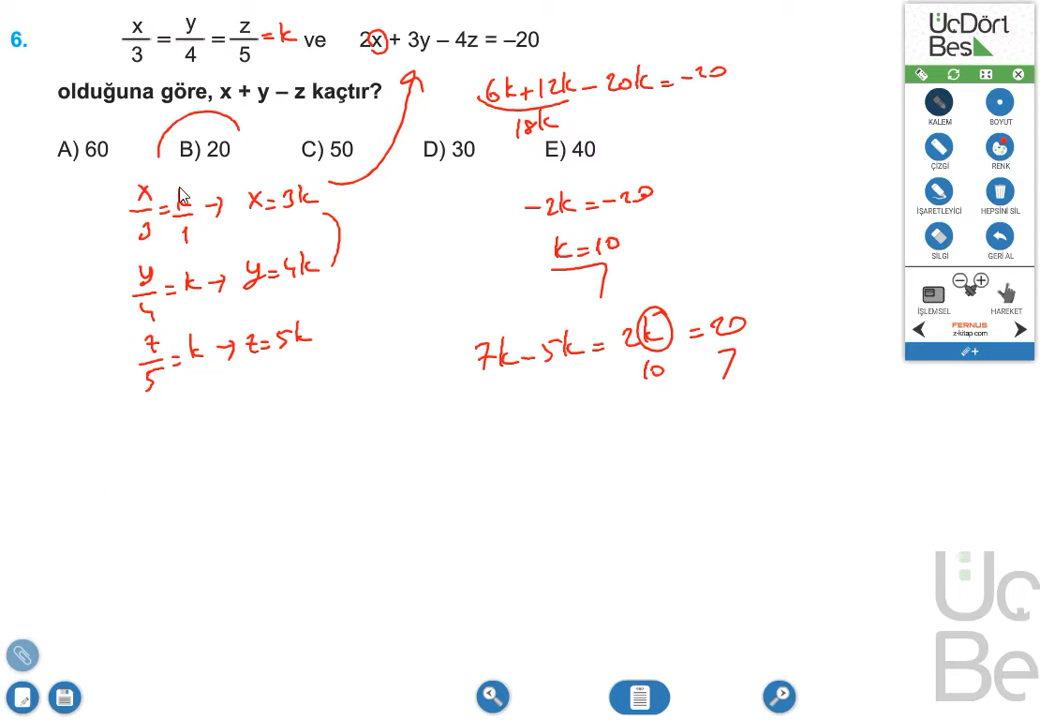 6. x/3 = y/4 = z/5 = k ve 2x + 3y – 4z = –20
olduğuna göre, x + y – z kaçtır?
A) 60 B) 20 C) 50 D) 30 E) 40
x/3 = k/1 → x = 3k
y/4 = k → y = 4k
z/5 = k → z = 5k
6k + 12k – 20k = –20
18k
–2k = –20
k = 10
7k – 5k = 2k = 20
10
ÜçDört
Beş
KALEM BOYUT
ÇİZGİ RENK
İŞARETLEYİCİ HEPSİNİ SİL
SİLGİ GERİ AL
İŞLEMSEL HAREKET
FERNUS
z-kitap.com
Üç
Be